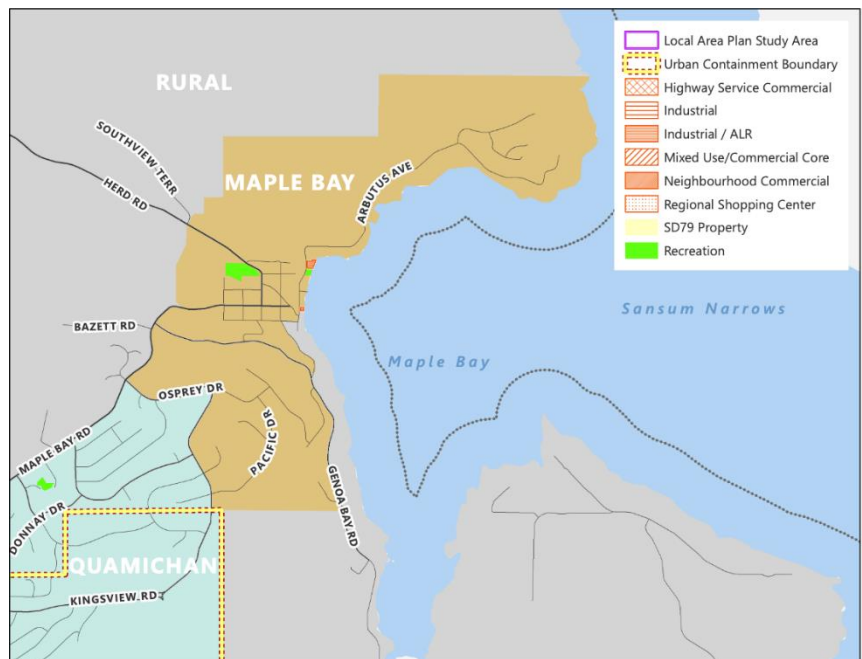 RURAL
SOUTHVIEW TERR
HERD RD
MAPLE BAY
ARBUTUS AVE
BAZETT RD
OSPREY DR
MAPLE BAY RD
PACIFIC DR
DONNAY DR
GENOA BAY RD
QUAMICHAN
KINGSVIEW RD
Maple Bay
Sansum Narrows
Local Area Plan Study Area
Urban Containment Boundary
Highway Service Commercial
Industrial
Industrial / ALR
Mixed Use/Commercial Core
Neighbourhood Commercial
Regional Shopping Center
SD79 Property
Recreation